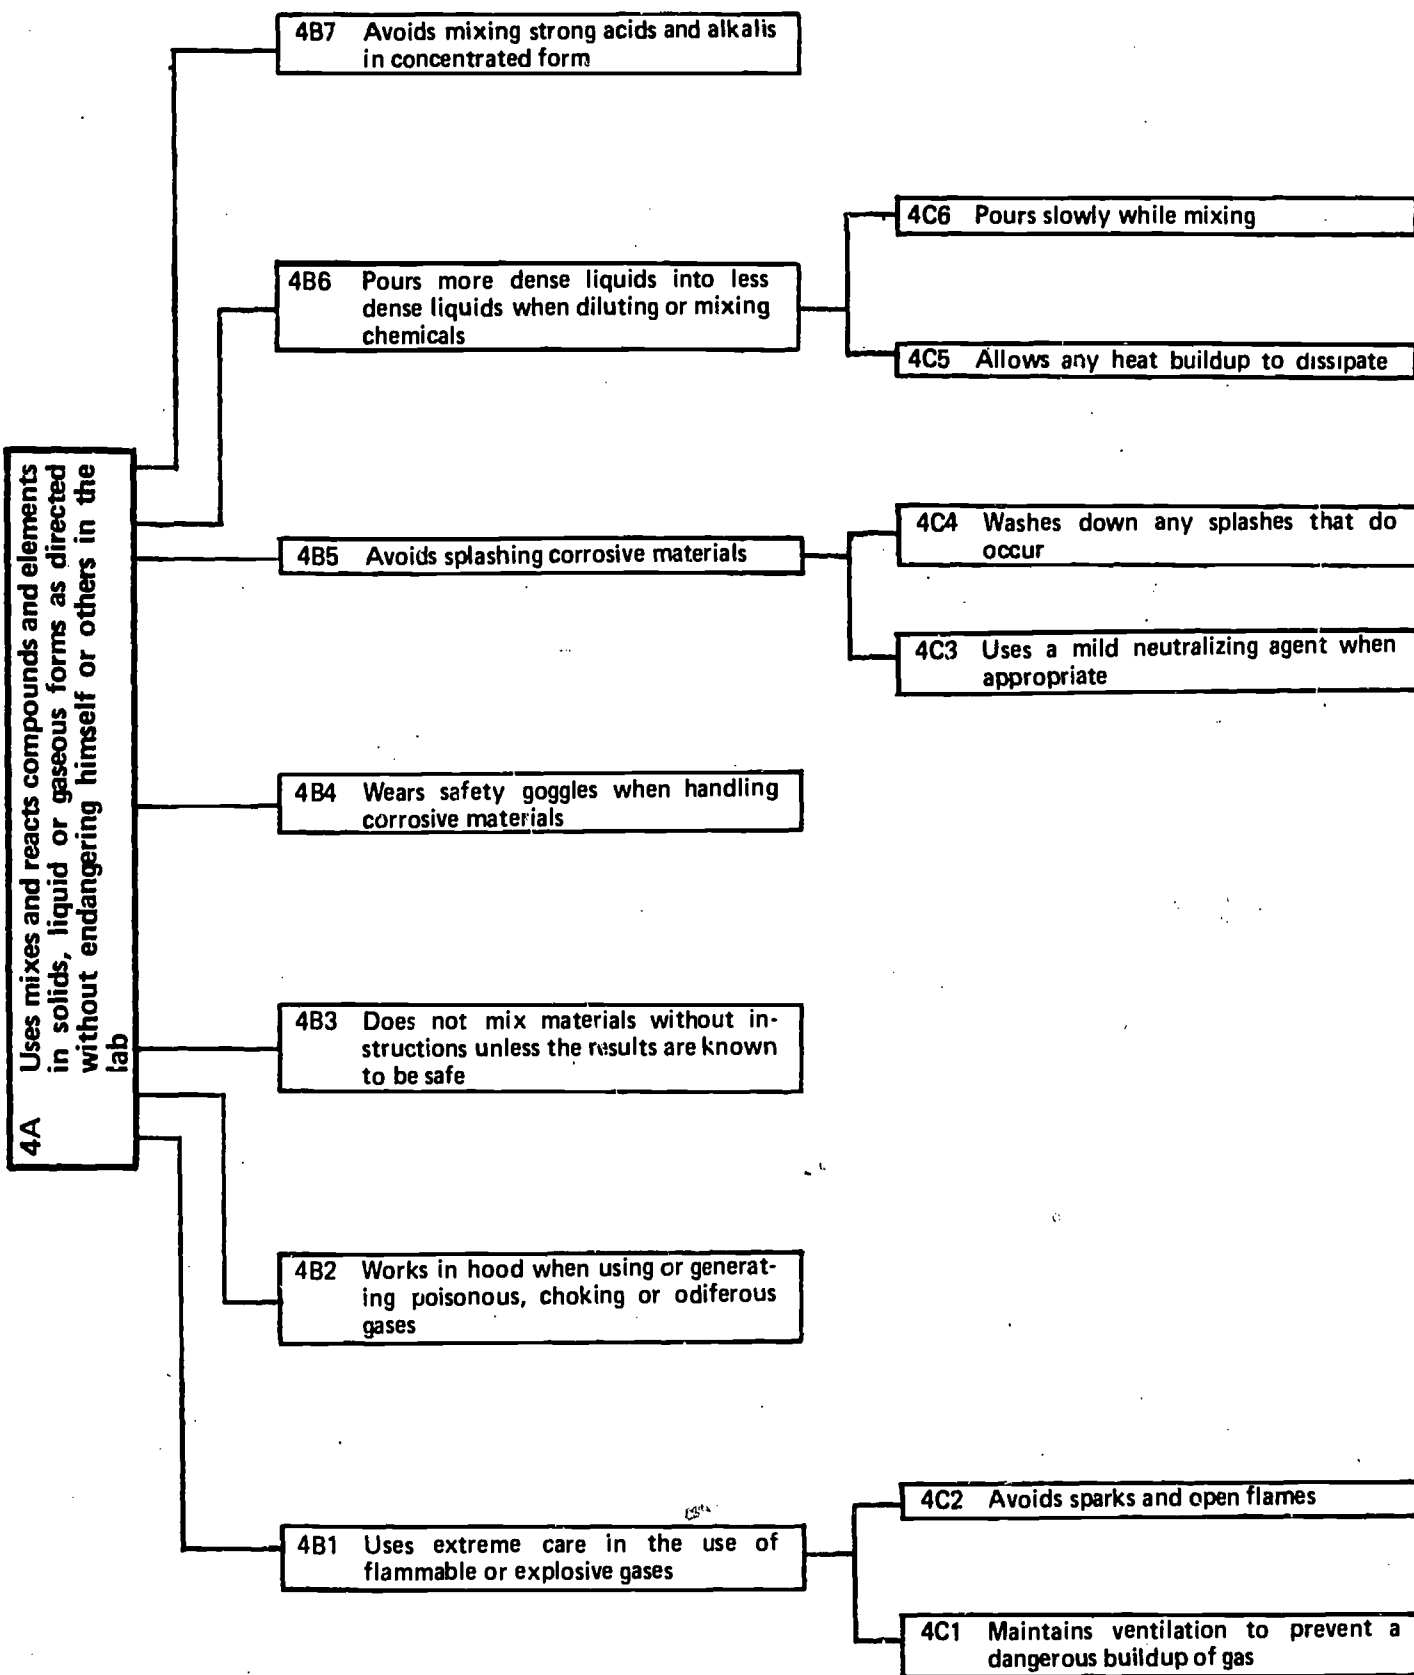 4B7 Avoids mixing strong acids and alkalis
in concentrated form
4C6 Pours slowly while mixing
4B6 Pours more dense liquids into less
dense liquids when diluting or mixing
chemicals
4C5 Allows any heat buildup to dissipate
4A Uses mixes and reacts compounds and elements
in solids, liquid or gaseous forms as directed
without endangering himself or others in the
lab
4C4 Washes down any splashes that do
occur
4B5 Avoids splashing corrosive materials
4C3 Uses a mild neutralizing agent when
appropriate
4B4 Wears safety goggles when handling
corrosive materials
4B3 Does not mix materials without in-
structions unless the results are known
to be safe
4B2 Works in hood when using or generat-
ing poisonous, choking or odiferous
gases
4C2 Avoids sparks and open flames
4B1 Uses extreme care in the use of
flammable or explosive gases
4C1 Maintains ventilation to prevent a
dangerous buildup of gas